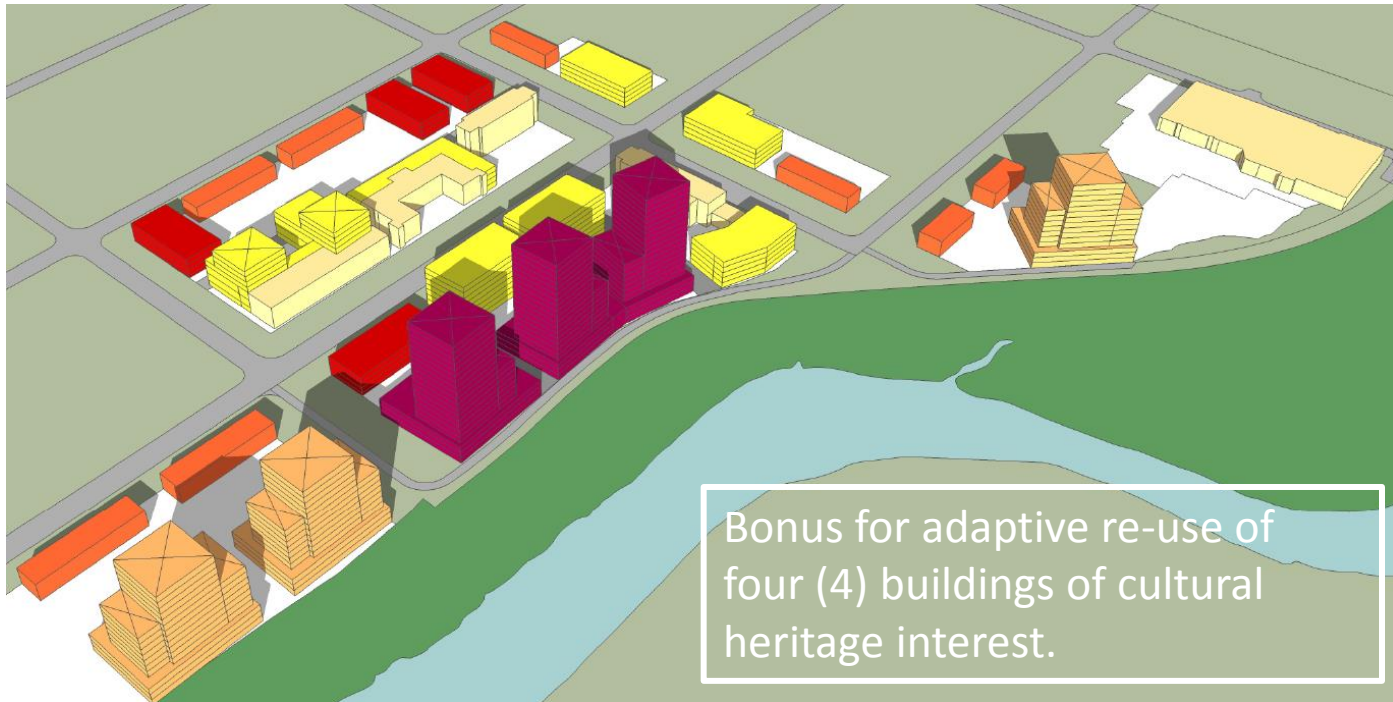 Bonus for adaptive re-use of
four (4) buildings of cultural
heritage interest.